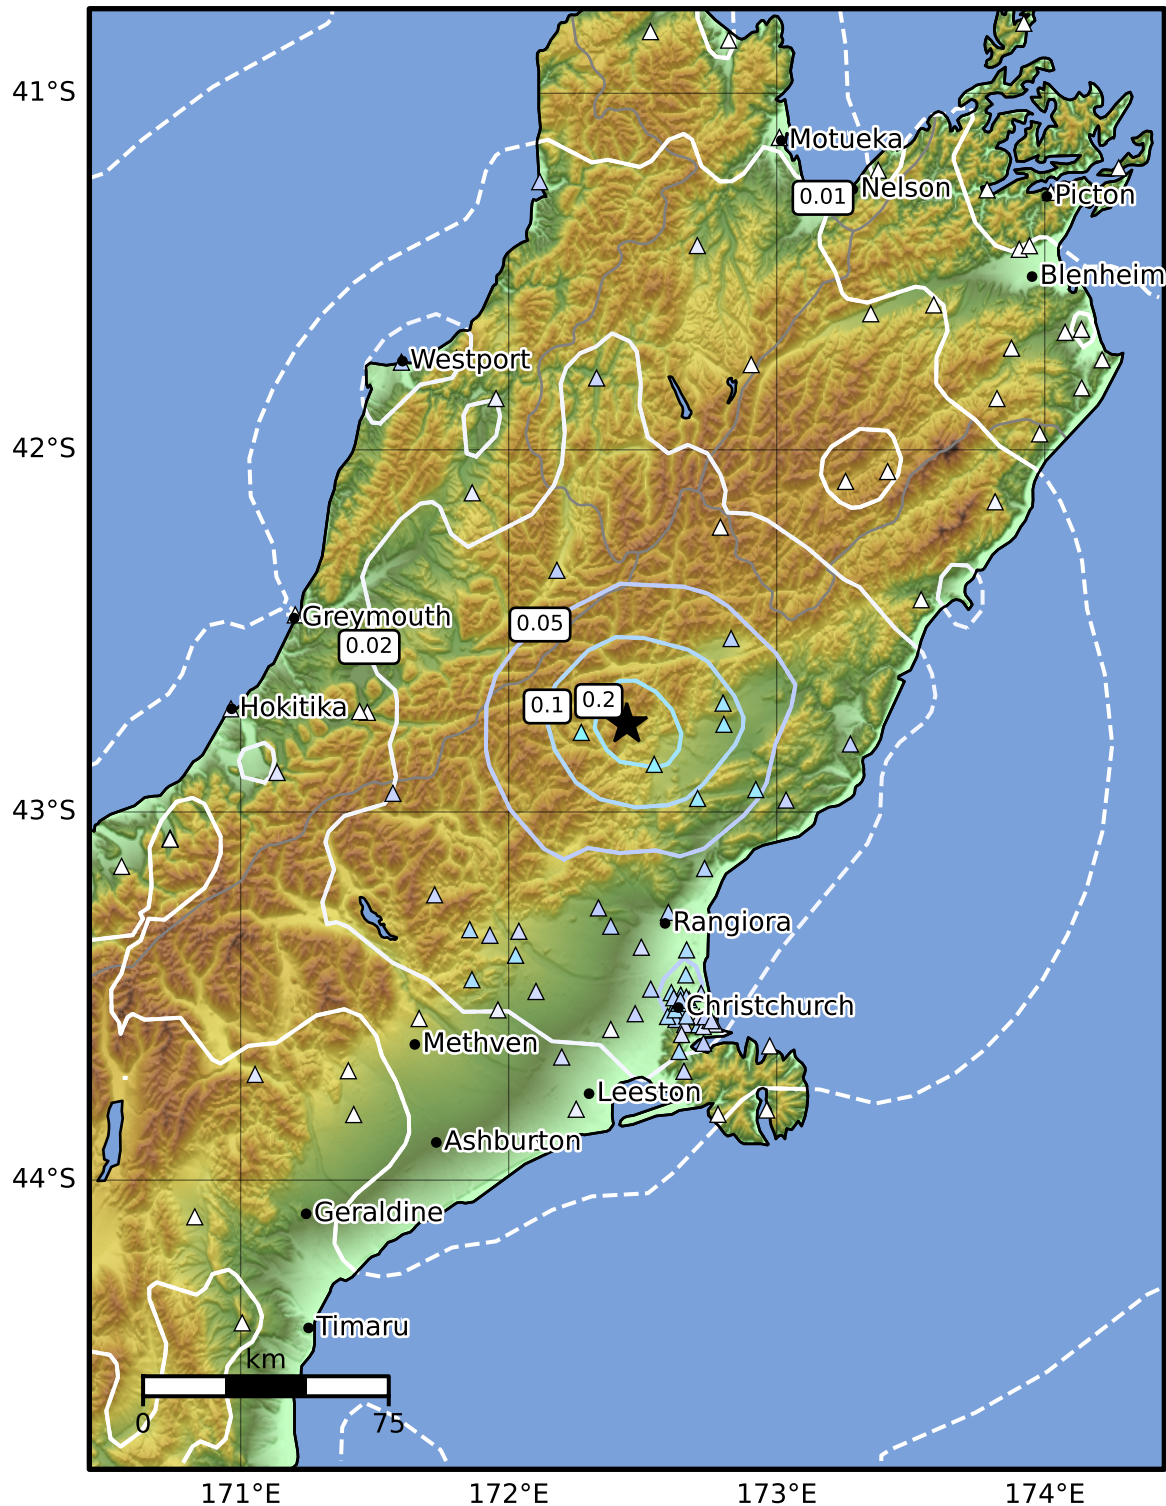 41°S
Motueka
0.01
Nelson
Picton
Blenheim
Westport
42°S
Greymouth
0.05
0.02
0.1
0.2
Hokitika
43°S
Rangiora
Christchurch
Methven
Leeston
Ashburton
44°S
Geraldine
Timaru
km
0
75
171°E
172°E
173°E
174°E